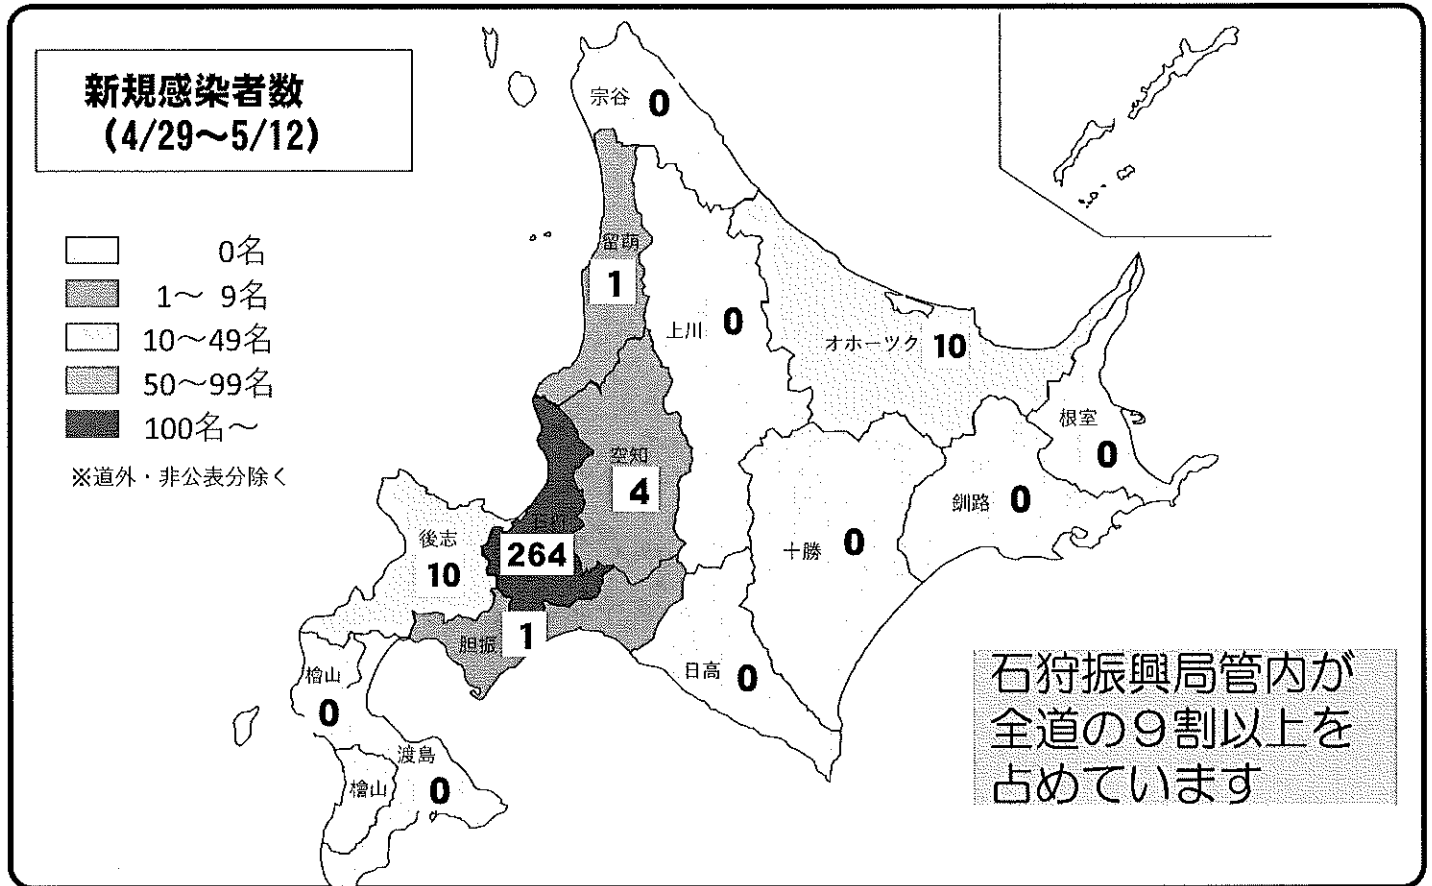 新規感染者数
(4/29～5/12)
0名
1～ 9名
10～49名
50～99名
100名～
※道外・非公表分除く
宗谷 0
留萌
1
上川 0
オホーツク 10
根室
0
空知
4
釧路 0
十勝 0
後志
10
264
胆振 1
日高 0
檜山
0
渡島
0
檜山
石狩振興局管内が
全道の９割以上を
占めています